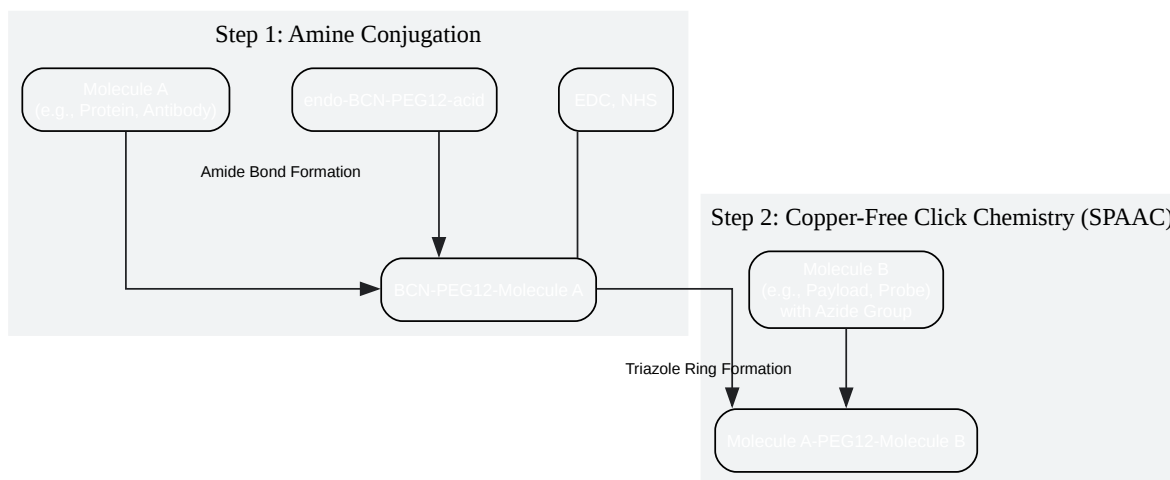 Step 1: Amine Conjugation
Molecule A
(e.g., Protein, Antibody)
endo-BCN-PEG12-acid
EDC, NHS
Amide Bond Formation
BCN-PEG12-Molecule A
Step 2: Copper-Free Click Chemistry (SPAAC)
Molecule B
(e.g., Payload, Probe)
with Azide Group
Triazole Ring Formation
Molecule A-PEG12-Molecule B